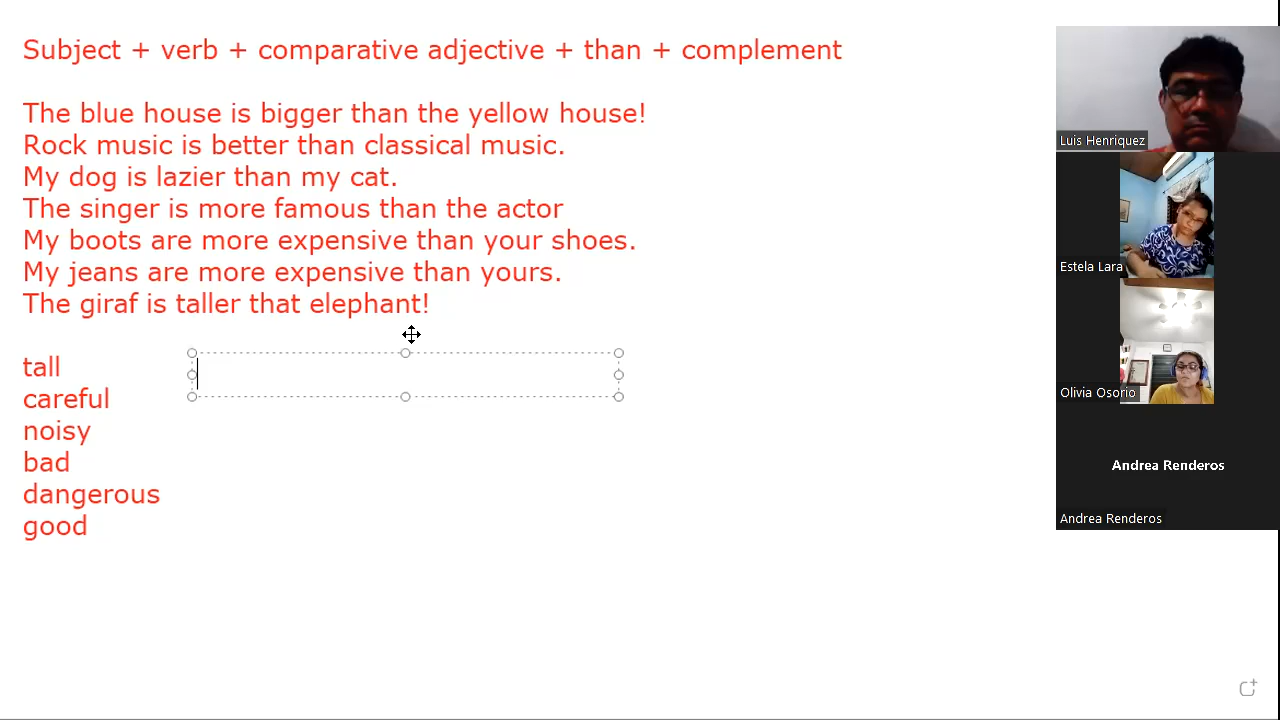 Subject + verb + comparative adjective + than + complement
The blue house is bigger than the yellow house!
Rock music is better than classical music.
My dog is lazier than my cat.
The singer is more famous than the actor
My boots are more expensive than your shoes.
My jeans are more expensive than yours.
The giraf is taller that elephant!
tall
careful
noisy
bad
dangerous
good
Luis Henriquez
Estela Lara
Olivia Osorio
Andrea Renderos
Andrea Renderos